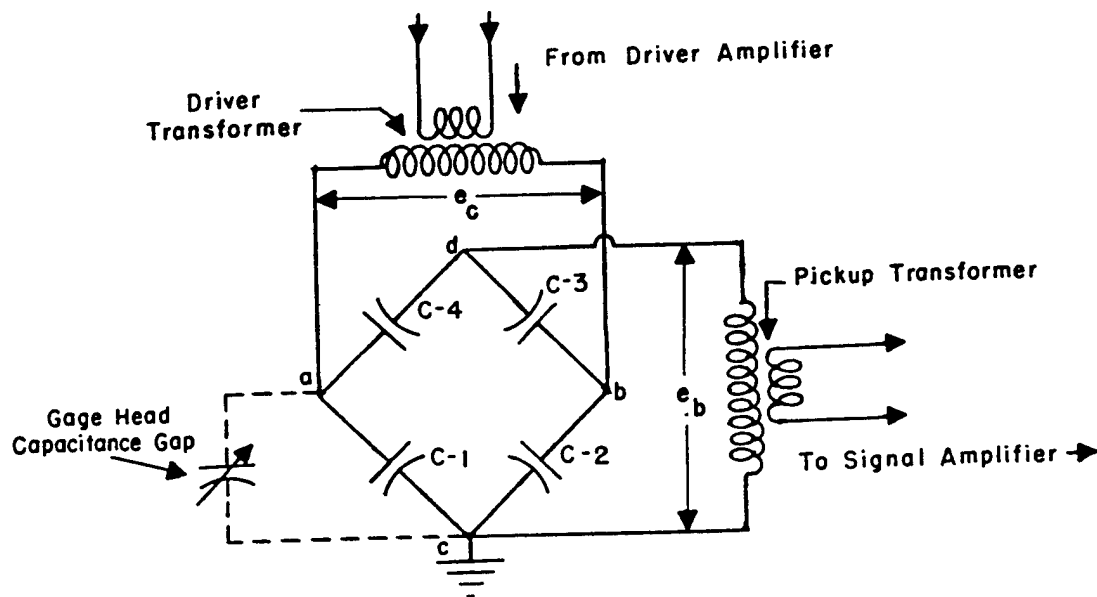 From Driver Amplifier
Driver
Transformer
e c
d
C-3
C-4
Pickup Transformer
a
b
e b
Gage Head
Capacitance Gap
C-1
C-2
To Signal Amplifier
c